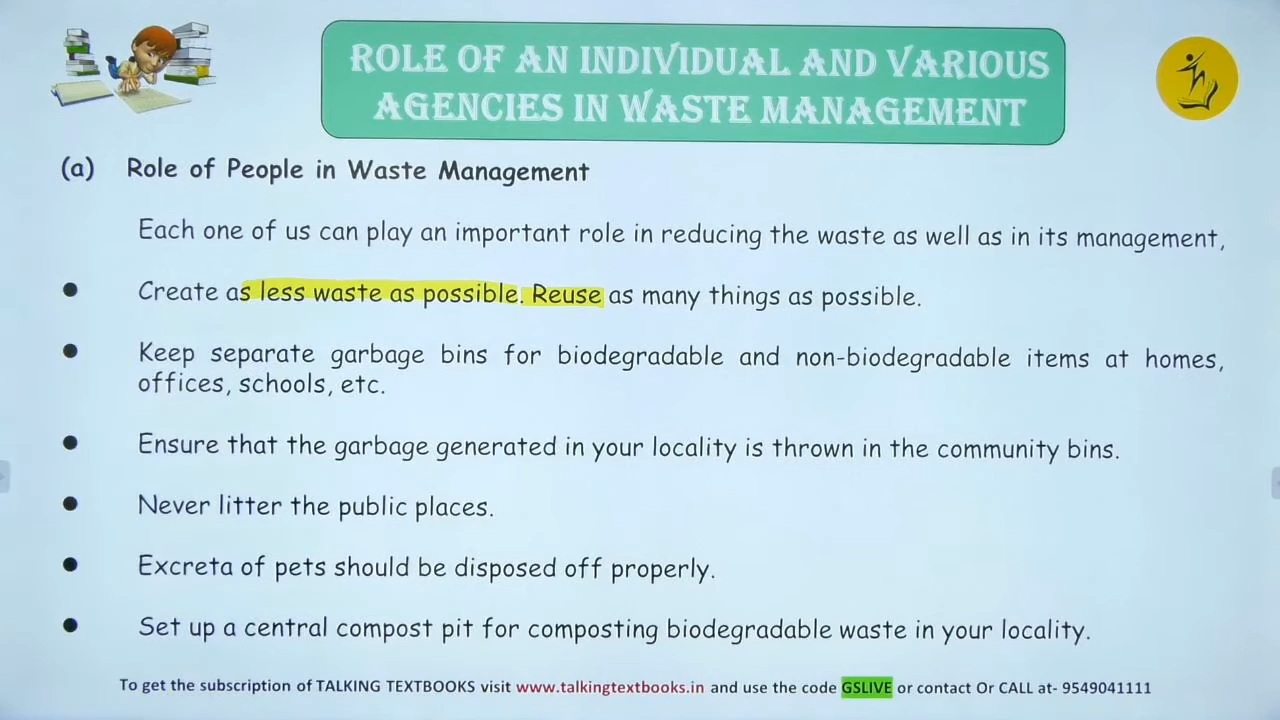 ROLE OF AN INDIVIDUAL AND VARIOUS
AGENCIES IN WASTE MANAGEMENT
(a) Role of People in Waste Management
Each one of us can play an important role in reducing the waste as well as in its management,
● Create as less waste as possible. Reuse as many things as possible.
● Keep separate garbage bins for biodegradable and non-biodegradable items at homes,
offices, schools, etc.
● Ensure that the garbage generated in your locality is thrown in the community bins.
● Never litter the public places.
● Excreta of pets should be disposed off properly.
● Set up a central compost pit for composting biodegradable waste in your locality.
To get the subscription of TALKING TEXTBOOKS visit www.talkingtextbooks.in and use the code GSLIVE or contact Or CALL at- 9549041111